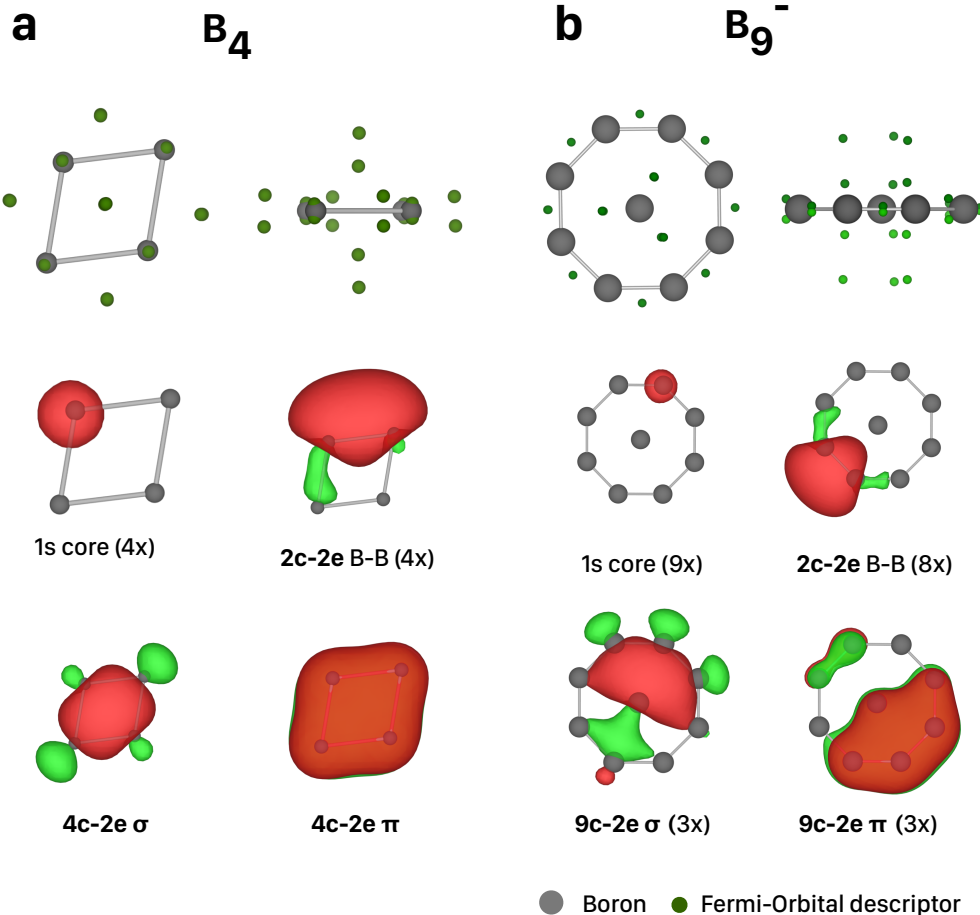 a
B₄
b
B₉⁻
1s core (4x)
2c-2e B-B (4x)
1s core (9x)
2c-2e B-B (8x)
4c-2e σ
4c-2e π
9c-2e σ (3x)
9c-2e π (3x)
Boron
Fermi-Orbital descriptor